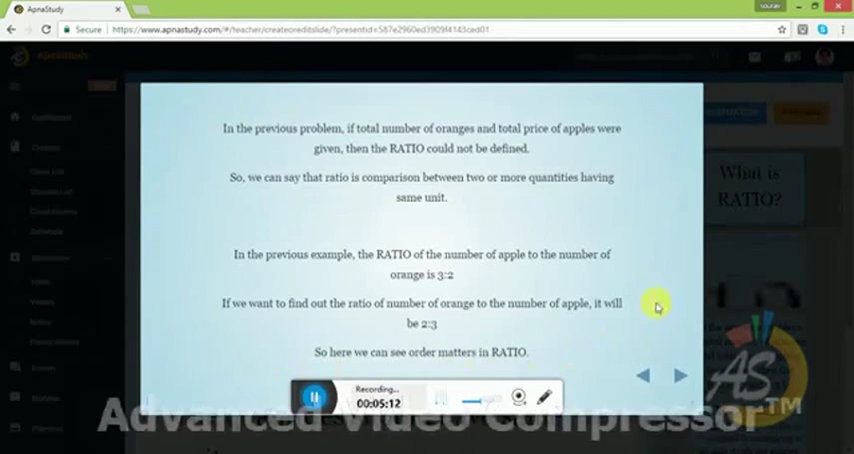 ApnaStudy
sourav
Secure
https://www.apnastudy.com/#/teacher/createcreditslide/?presentid=587e2960ed3909f4143ced01
ApnaStudy
In the previous problem, if total number of oranges and total price of apples were
given, then the RATIO could not be defined.
So, we can say that ratio is comparison between two or more quantities having
same unit.
In the previous example, the RATIO of the number of apple to the number of
orange is 3:2
If we want to find out the ratio of number of orange to the number of apple, it will
be 2:3
So here we can see order matters in RATIO.
What is
RATIO?
Recording...
00:05:12
AS
Advanced Video Compressor™